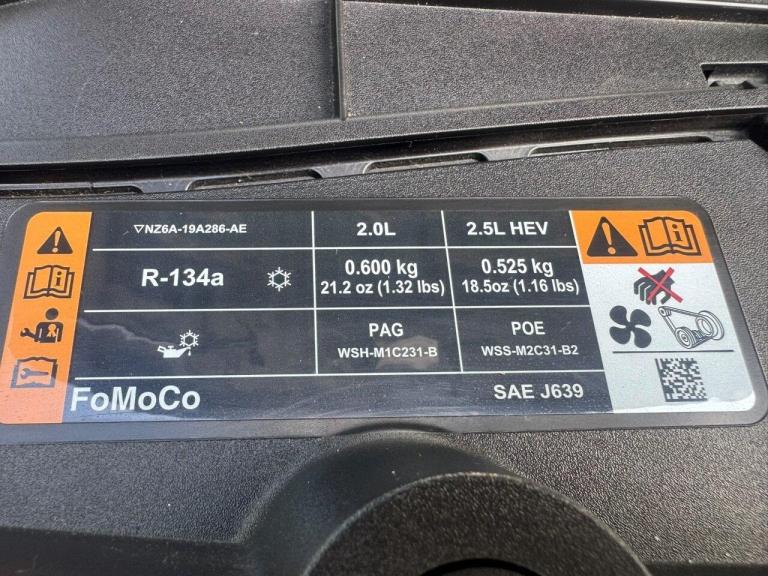 ▽NZ6A-19A286-AE 2.0L 2.5L HEV
R-134a 0.600 kg 0.525 kg
21.2 oz (1.32 lbs) 18.5oz (1.16 lbs)
PAG POE
WSH-M1C231-B WSS-M2C31-B2
FoMoCo SAE J639